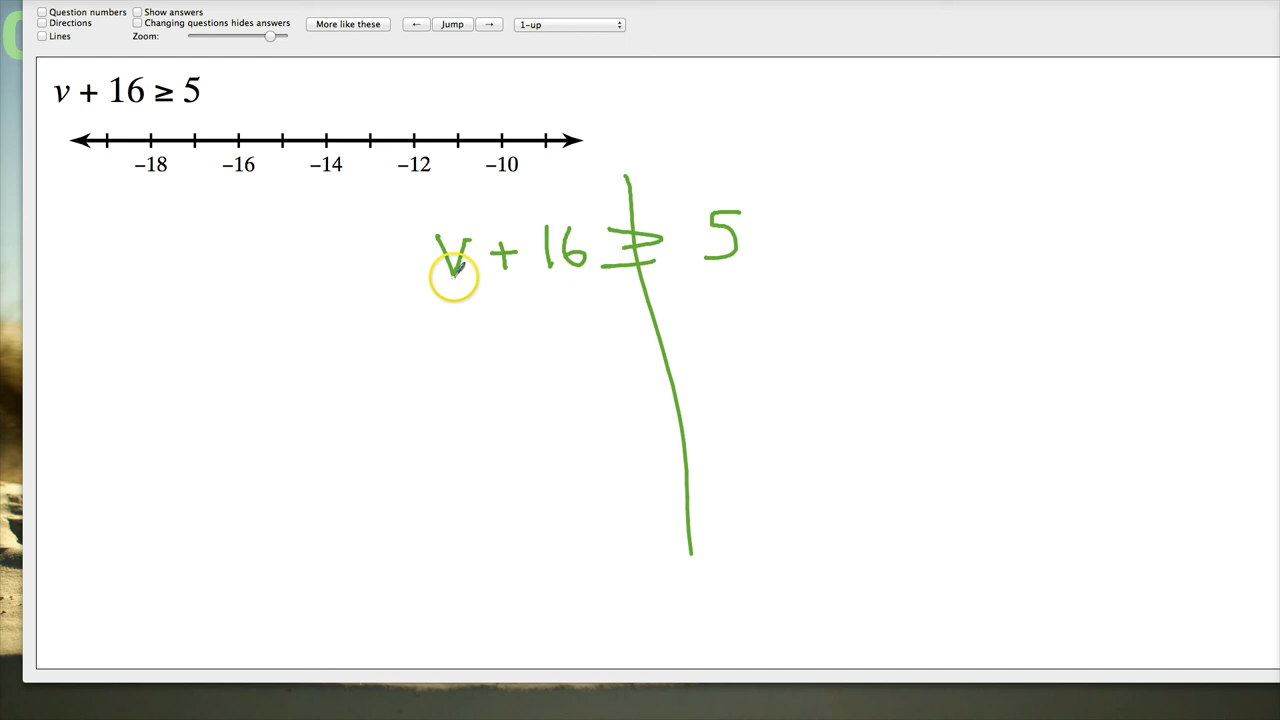 Question numbers Show answers
Directions Changing questions hides answers
Lines Zoom:
More like these ← Jump → 1-up
v + 16 ≥ 5
−18 −16 −14 −12 −10
v + 16 ≥ 5